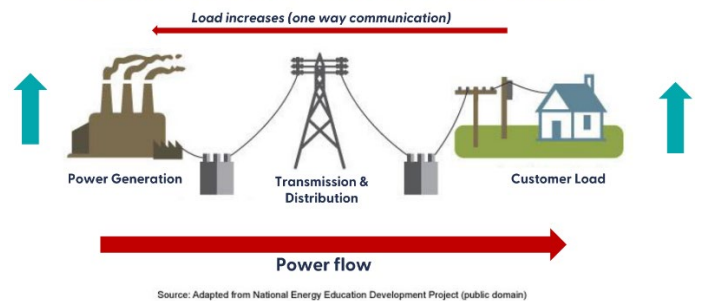 Load increases (one way communication)
Power Generation
Transmission &
Distribution
Customer Load
Power flow
Source: Adapted from National Energy Education Development Project (public domain)